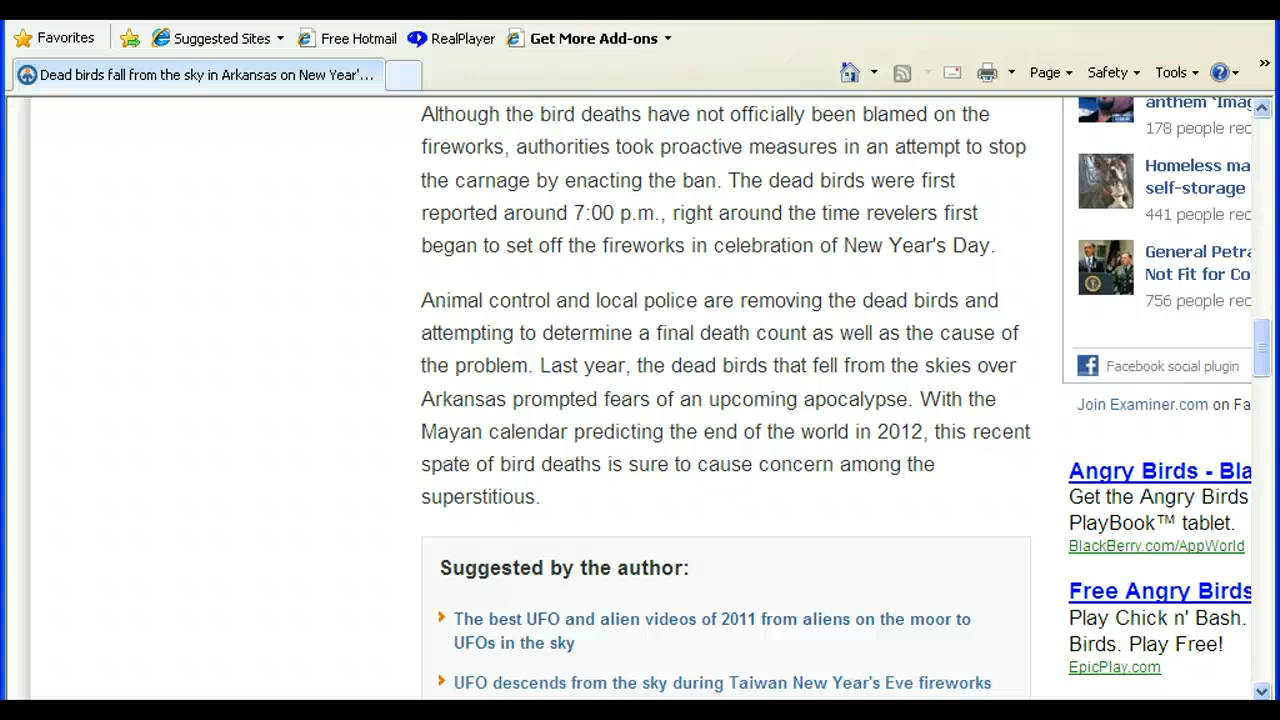 Favorites
Suggested Sites
Free Hotmail
RealPlayer
Get More Add-ons
Dead birds fall from the sky in Arkansas on New Year'...
Page
Safety
Tools
Although the bird deaths have not officially been blamed on the
fireworks, authorities took proactive measures in an attempt to stop
the carnage by enacting the ban. The dead birds were first
reported around 7:00 p.m., right around the time revelers first
began to set off the fireworks in celebration of New Year's Day.
Animal control and local police are removing the dead birds and
attempting to determine a final death count as well as the cause of
the problem. Last year, the dead birds that fell from the skies over
Arkansas prompted fears of an upcoming apocalypse. With the
Mayan calendar predicting the end of the world in 2012, this recent
spate of bird deaths is sure to cause concern among the
superstitious.
Suggested by the author:
The best UFO and alien videos of 2011 from aliens on the moor to
UFOs in the sky
UFO descends from the sky during Taiwan New Year's Eve fireworks
anthem `Imag
178 people rec
Homeless ma
self-storage
441 people rec
General Petra
Not Fit for Co
756 people rec
Facebook social plugin
Join Examiner.com on Fa
Angry Birds - Bla
Get the Angry Birds
PlayBook™ tablet.
BlackBerry.com/AppWorld
Free Angry Birds
Play Chick n' Bash.
Birds. Play Free!
EpicPlay.com